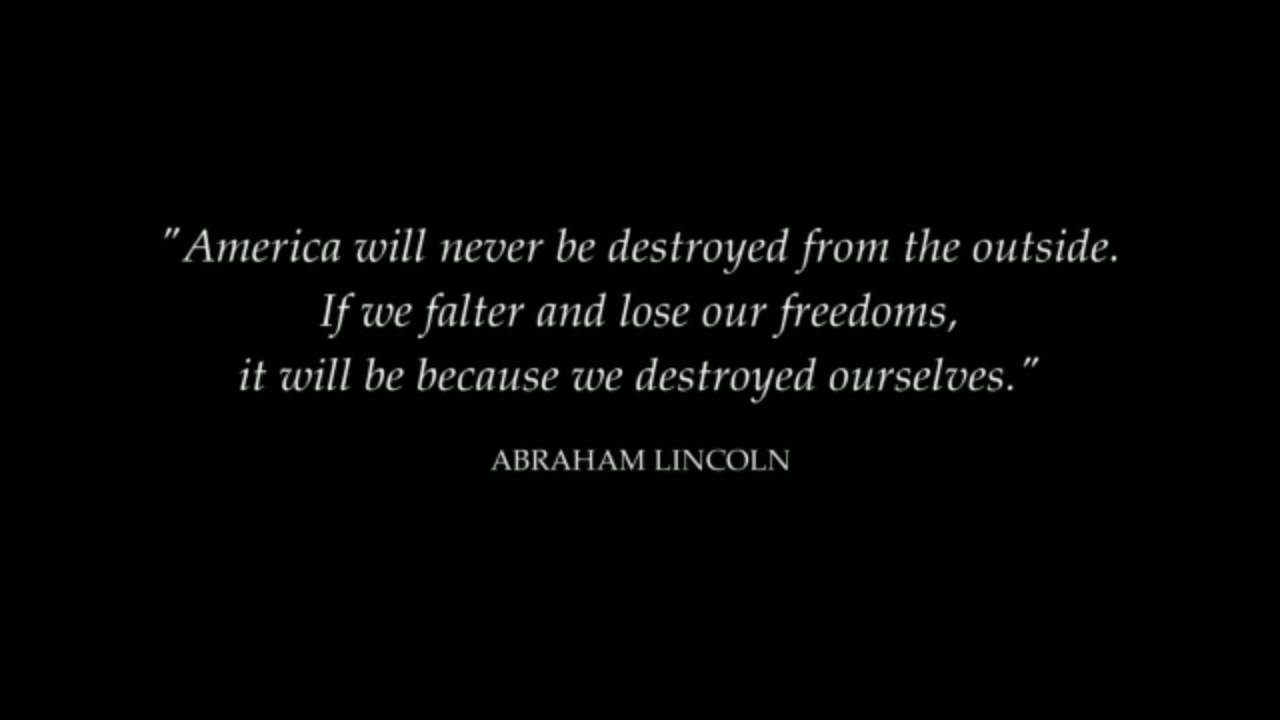 "America will never be destroyed from the outside.
If we falter and lose our freedoms,
it will be because we destroyed ourselves."
ABRAHAM LINCOLN